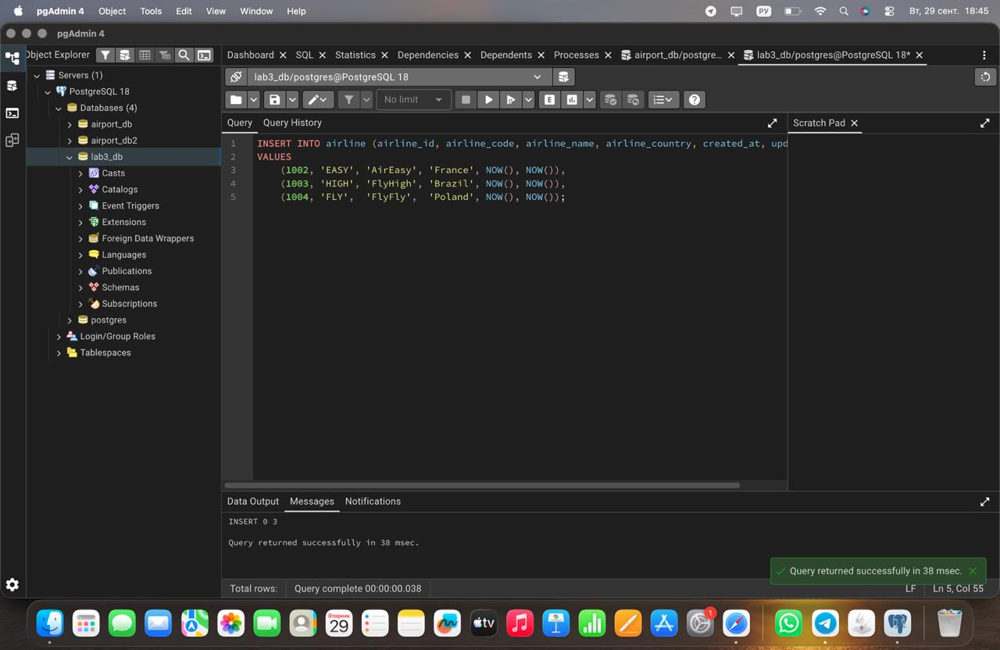 pgAdmin 4 Object Tools Edit View Window Help РУ Вт, 29 сент. 18:45
pgAdmin 4
Object Explorer
Dashboard SQL Statistics Dependencies Dependents Processes airport_db/postgre... lab3_db/postgres@PostgreSQL 18*
Servers (1)
PostgreSQL 18
Databases (4)
airport_db
airport_db2
lab3_db
Casts
Catalogs
Event Triggers
Extensions
Foreign Data Wrappers
Languages
Publications
Schemas
Subscriptions
postgres
Login/Group Roles
Tablespaces
lab3_db/postgres@PostgreSQL 18
No limit
E
Query Query History
Scratch Pad
1 INSERT INTO airline (airline_id, airline_code, airline_name, airline_country, created_at, upd
2 VALUES
3 (1002, 'EASY', 'AirEasy', 'France', NOW(), NOW()),
4 (1003, 'HIGH', 'FlyHigh', 'Brazil', NOW(), NOW()),
5 (1004, 'FLY', 'FlyFly', 'Poland', NOW(), NOW());
Data Output Messages Notifications
INSERT 0 3
Query returned successfully in 38 msec.
Query returned successfully in 38 msec.
Total rows: Query complete 00:00:00.038 LF Ln 5, Col 55
Вторник
29
tv
1